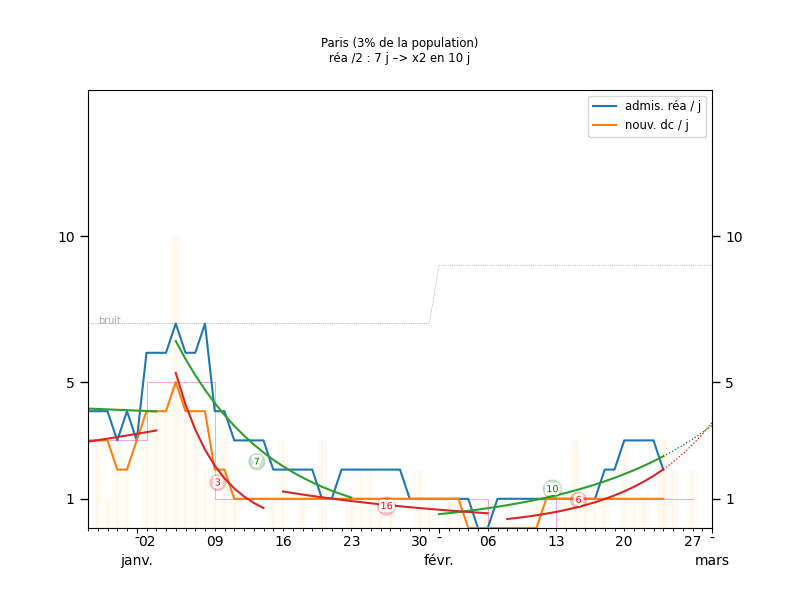 Paris (3% de la population)
réa /2 : 7 j –> x2 en 10 j
admis. réa / j
nouv. dc / j
10
10
bruit
5
5
7
3
10
16
6
1
1
02
09
16
23
30
06
13
20
27
janv.
févr.
mars